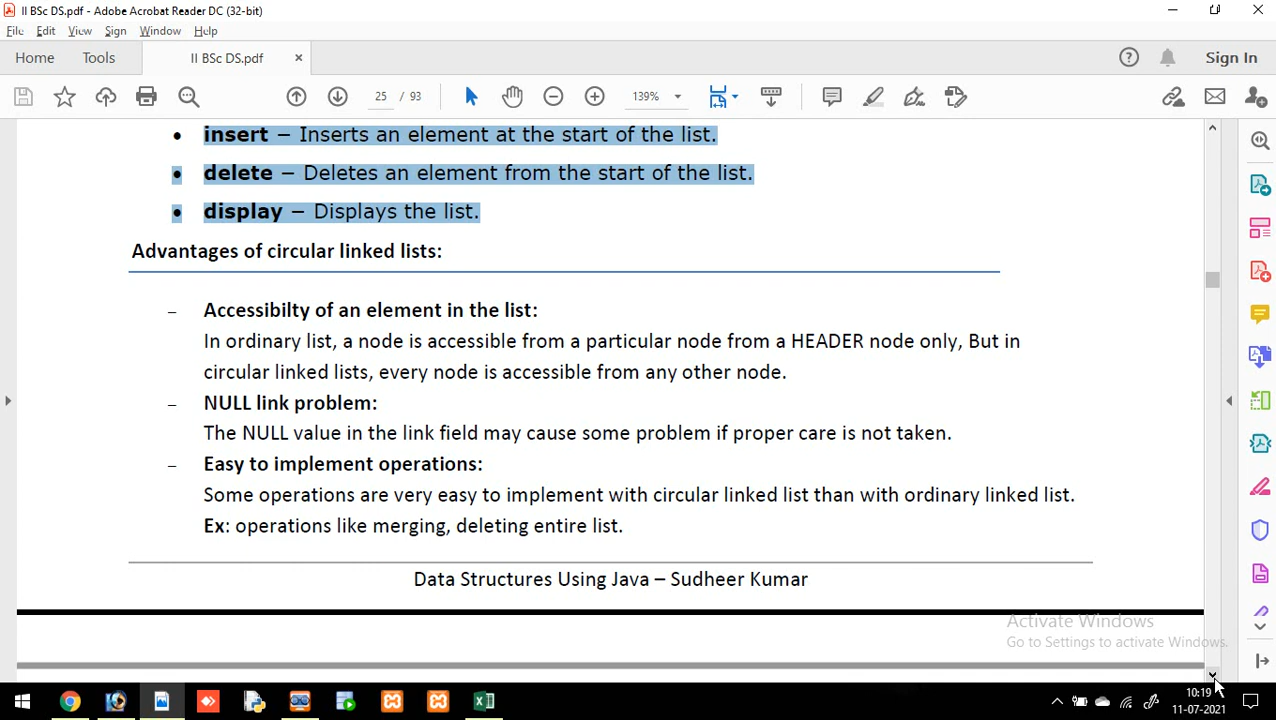 II BSc DS.pdf - Adobe Acrobat Reader DC (32-bit)
File Edit View Sign Window Help
Home Tools II BSc DS.pdf × Sign In
25 / 93 139%
• insert – Inserts an element at the start of the list.
• delete – Deletes an element from the start of the list.
• display – Displays the list.
Advantages of circular linked lists:
– Accessibilty of an element in the list:
In ordinary list, a node is accessible from a particular node from a HEADER node only, But in
circular linked lists, every node is accessible from any other node.
– NULL link problem:
The NULL value in the link field may cause some problem if proper care is not taken.
– Easy to implement operations:
Some operations are very easy to implement with circular linked list than with ordinary linked list.
Ex: operations like merging, deleting entire list.
Data Structures Using Java – Sudheer Kumar
Activate Windows
Go to Settings to activate Windows.
10:19
11-07-2021